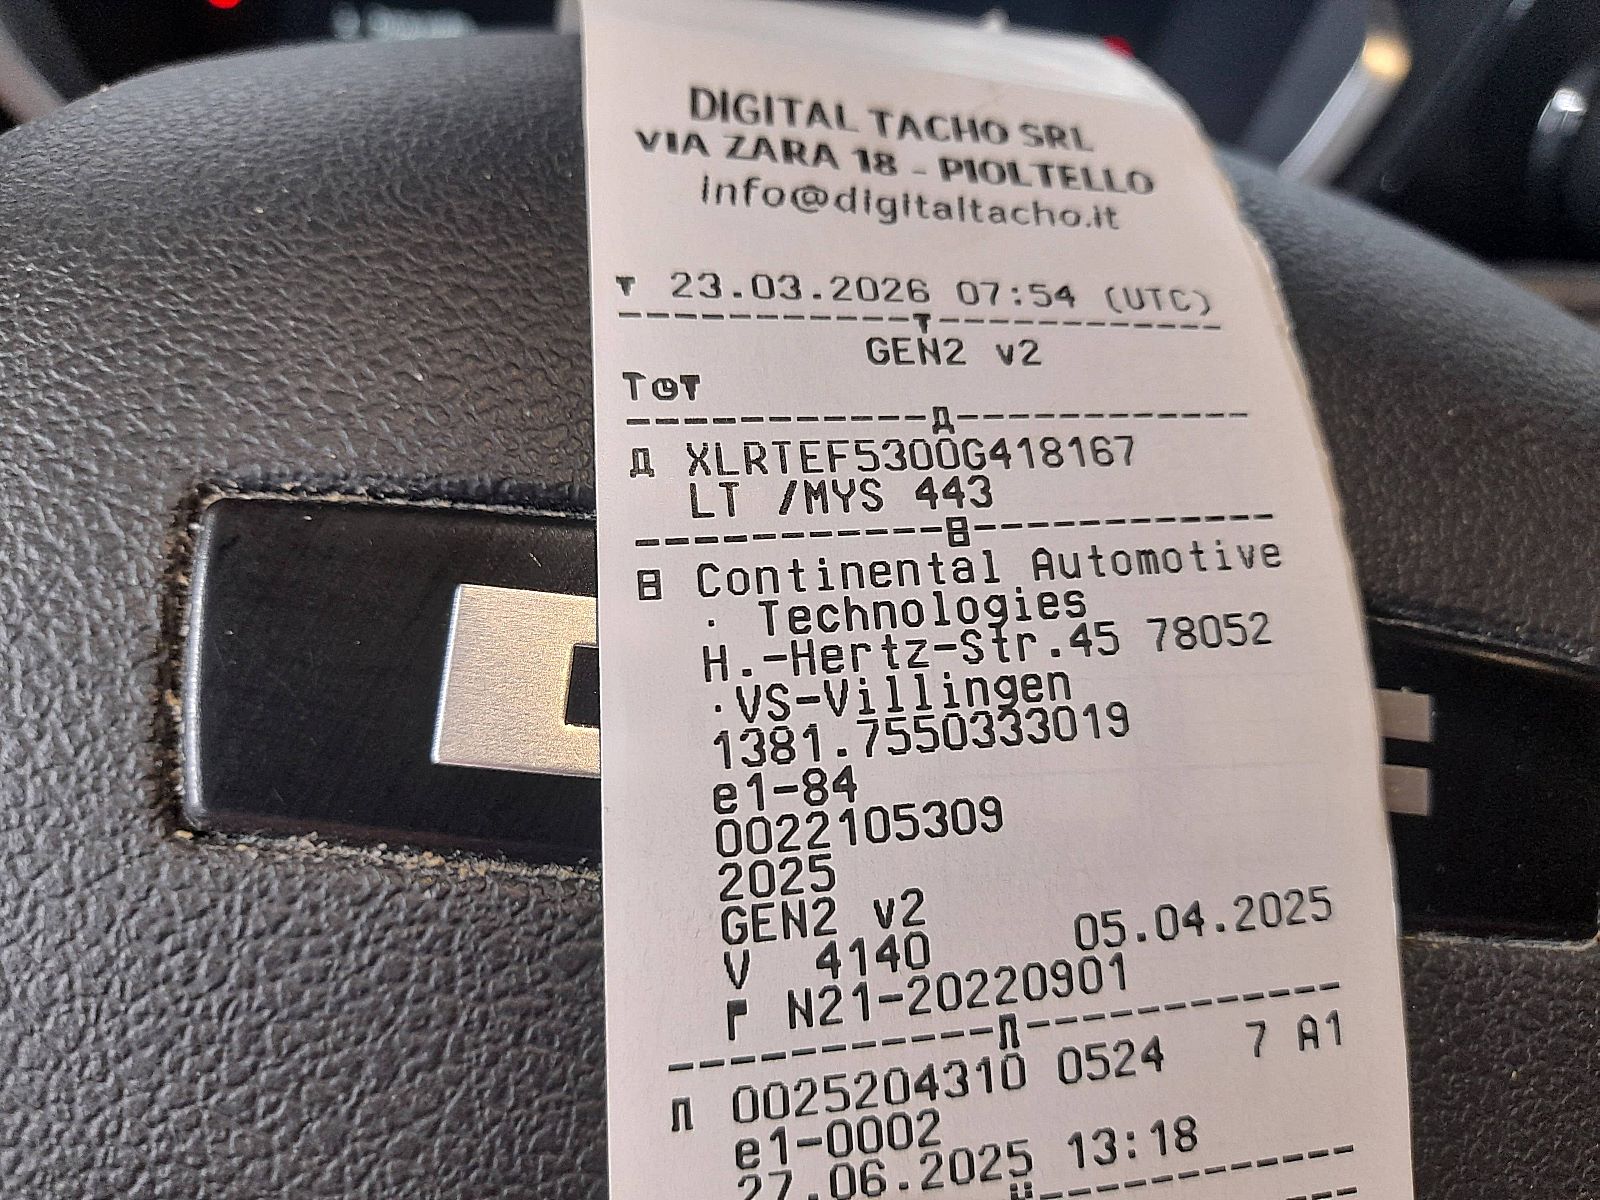 DIGITAL TACHO SRL
VIA ZARA 18 - PIOLTELLO
info@digitaltacho.it
▼ 23.03.2026 07:54 (UTC)
GEN2 v2
T
XLRTEF5300G418167
LT /MYS 443
Continental Automotive
. Technologies
H.-Hertz-Str.45 78052
.VS-Villingen
1381.7550333019
e1-84
0022105309
2025
GEN2 v2
V 4140 05.04.2025
N21-20220901
0025204310 0524 7 A1
e1-0002
27.06.2025 13:18